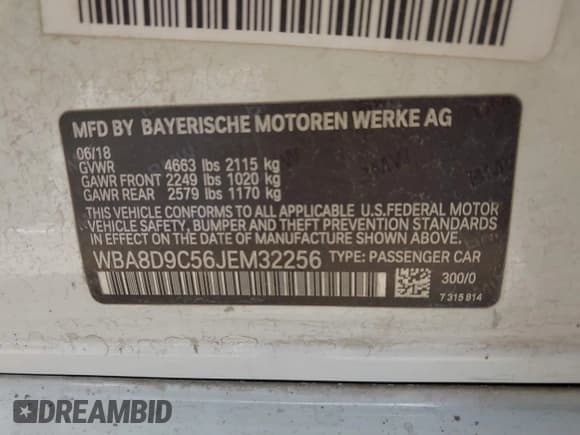 MFD BY BAYERISCHE MOTOREN WERKE AG
06/18
GVWR 4663 lbs 2115 kg
GAWR FRONT 2249 lbs 1020 kg
GAWR REAR 2579 lbs 1170 kg
THIS VEHICLE CONFORMS TO ALL APPLICABLE U.S.FEDERAL MOTOR
VEHICLE SAFETY, BUMPER, AND THEFT PREVENTION STANDARDS
IN EFFECT ON THE DATE OF MANUFACTURE SHOWN ABOVE.
WBA8D9C56JEM32256 TYPE: PASSENGER CAR
300/0
7 315 814
DREAMBID